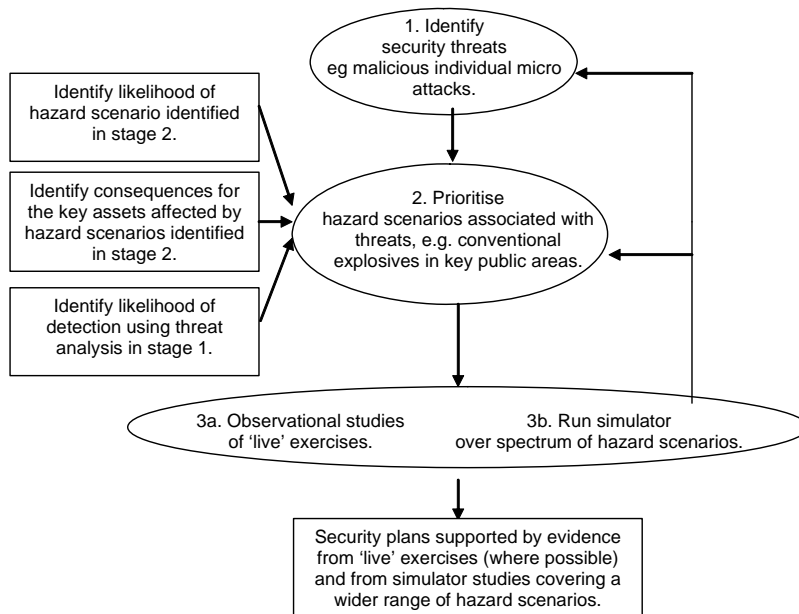 1. Identify
security threats
eg malicious individual micro
attacks.
Identify likelihood of
hazard scenario identified
in stage 2.
Identify consequences for
the key assets affected by
hazard scenarios identified
in stage 2.
2. Prioritise
hazard scenarios associated with
threats, e.g. conventional
explosives in key public areas.
Identify likelihood of
detection using threat
analysis in stage 1.
3a. Observational studies
of ‘live’ exercises.
3b. Run simulator
over spectrum of hazard scenarios.
Security plans supported by evidence
from ‘live’ exercises (where possible)
and from simulator studies covering a
wider range of hazard scenarios.